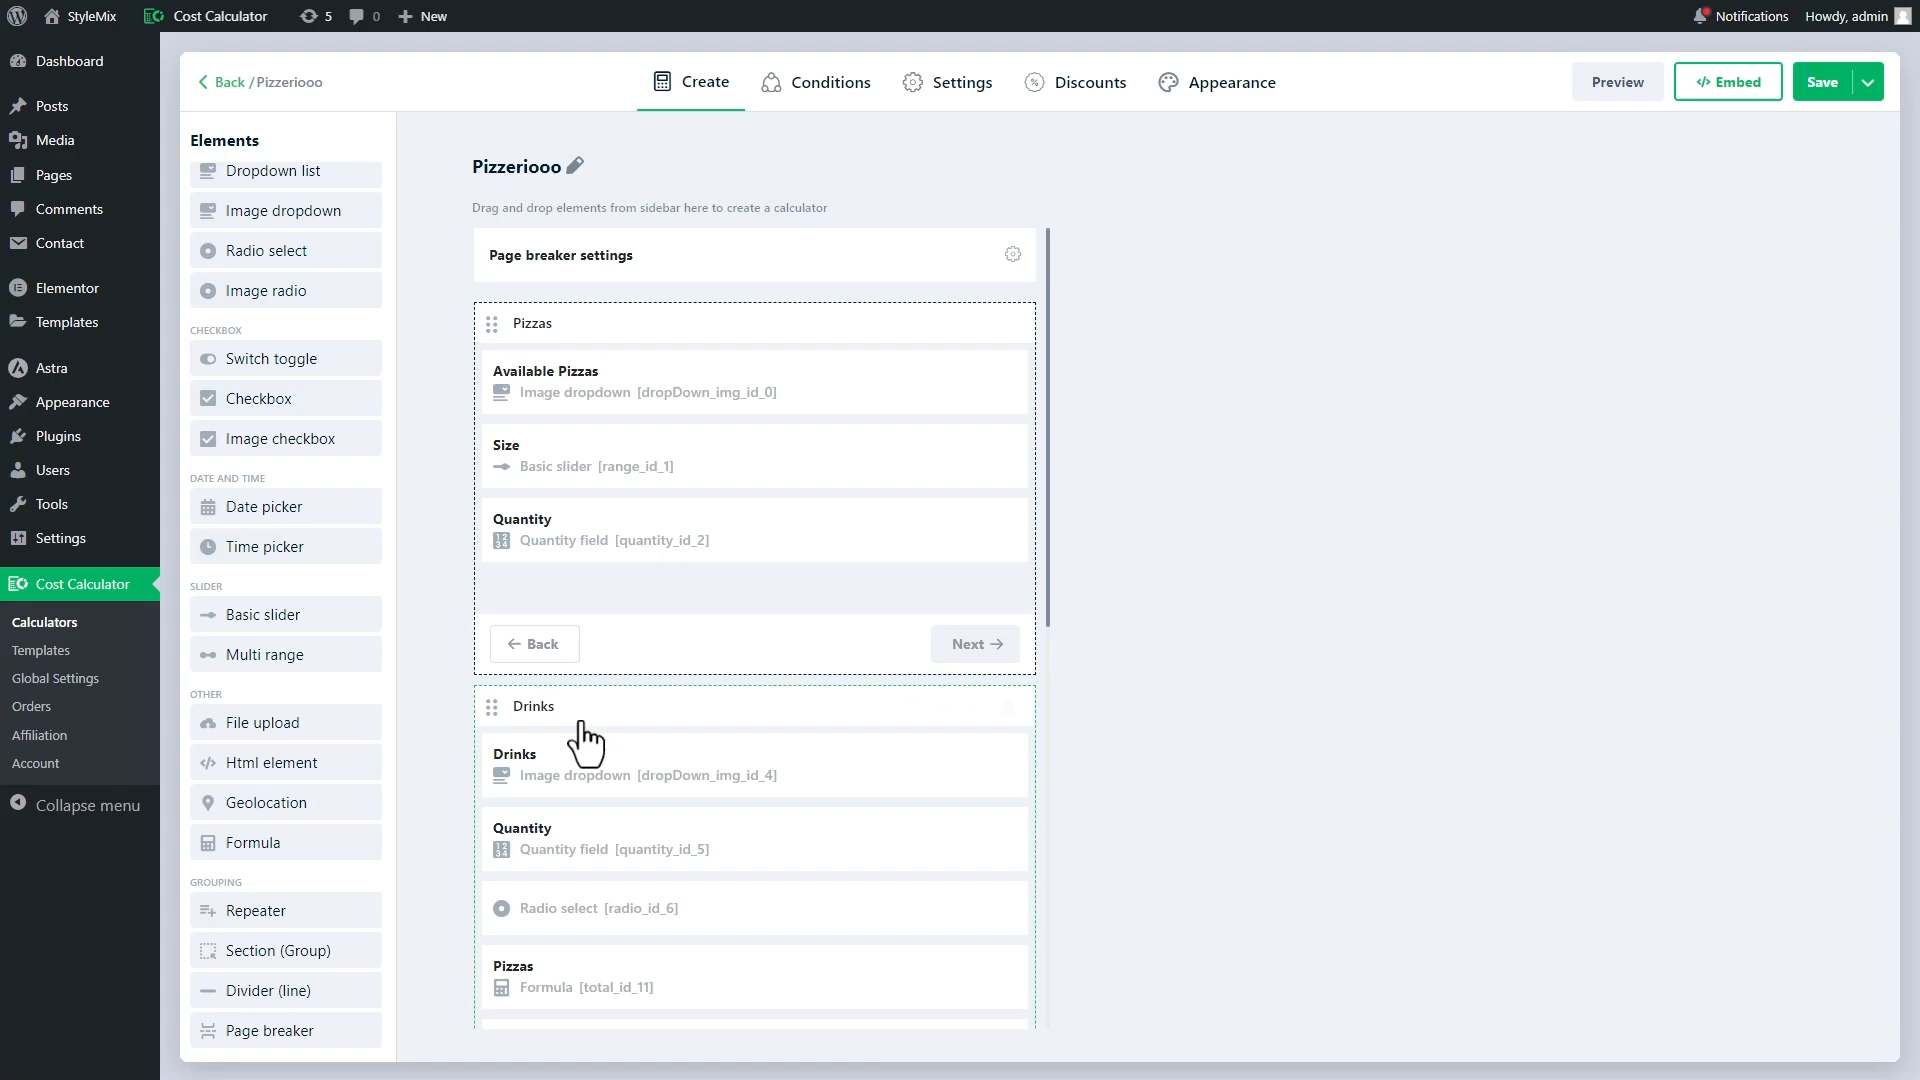 StyleMix
Cost Calculator
5
0
New
Notifications
Howdy, admin
Dashboard
Posts
Media
Pages
Comments
Contact
Elementor
Templates
Astra
Appearance
Plugins
Users
Tools
Settings
Cost Calculator
Calculators
Templates
Global Settings
Orders
Affiliation
Account
Collapse menu
Back / Pizzeriooo
Create
Conditions
Settings
Discounts
Appearance
Preview
</> Embed
Save
Elements
Dropdown list
Image dropdown
Radio select
Image radio
CHECKBOX
Switch toggle
Checkbox
Image checkbox
DATE AND TIME
Date picker
Time picker
SLIDER
Basic slider
Multi range
OTHER
File upload
Html element
Geolocation
Formula
GROUPING
Repeater
Section (Group)
Divider (line)
Page breaker
Pizzeriooo
Drag and drop elements from sidebar here to create a calculator
Page breaker settings
Pizzas
Available Pizzas
Image dropdown [dropDown_img_id_0]
Size
Basic slider [range_id_1]
Quantity
Quantity field [quantity_id_2]
← Back
Next →
Drinks
Drinks
Image dropdown [dropDown_img_id_4]
Quantity
Quantity field [quantity_id_5]
Radio select [radio_id_6]
Pizzas
Formula [total_id_11]